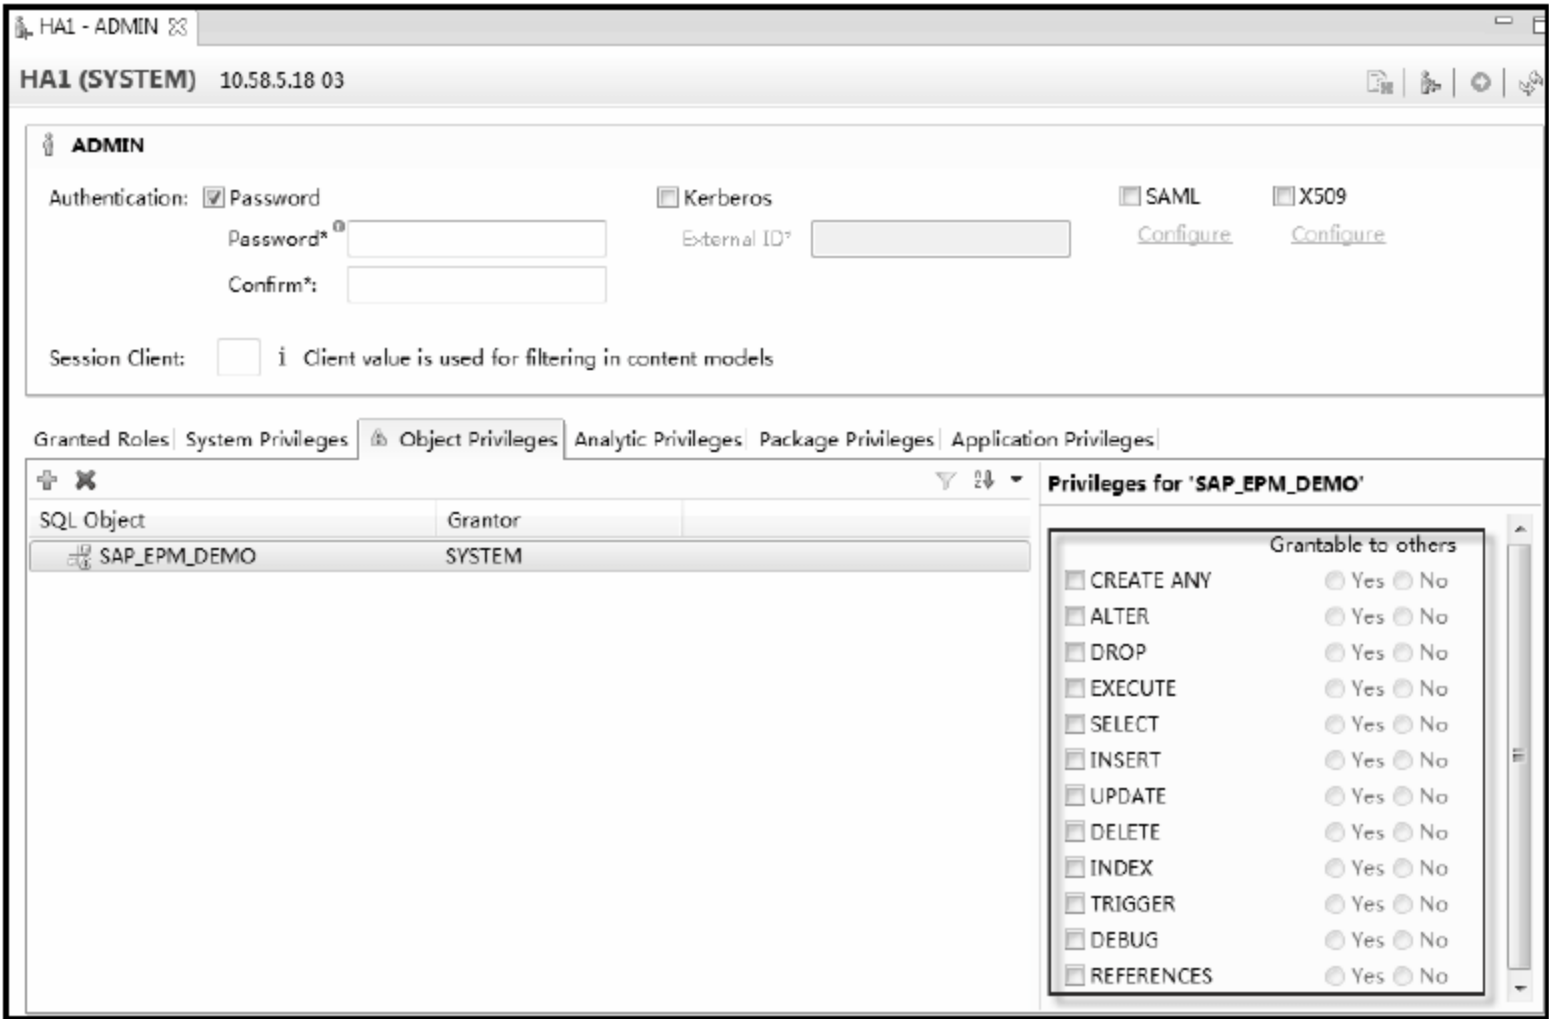 HA1 - ADMIN
HA1 (SYSTEM) 10.58.5.18 03
ADMIN
Authentication: Password Kerberos SAML X509
Password* External ID* Configure Configure
Confirm*:
Session Client: i Client value is used for filtering in content models
Granted Roles System Privileges Object Privileges Analytic Privileges Package Privileges Application Privileges
Privileges for 'SAP_EPM_DEMO'
SQL Object Grantor
SAP_EPM_DEMO SYSTEM
Grantable to others
CREATE ANY Yes No
ALTER Yes No
DROP Yes No
EXECUTE Yes No
SELECT Yes No
INSERT Yes No
UPDATE Yes No
DELETE Yes No
INDEX Yes No
TRIGGER Yes No
DEBUG Yes No
REFERENCES Yes No